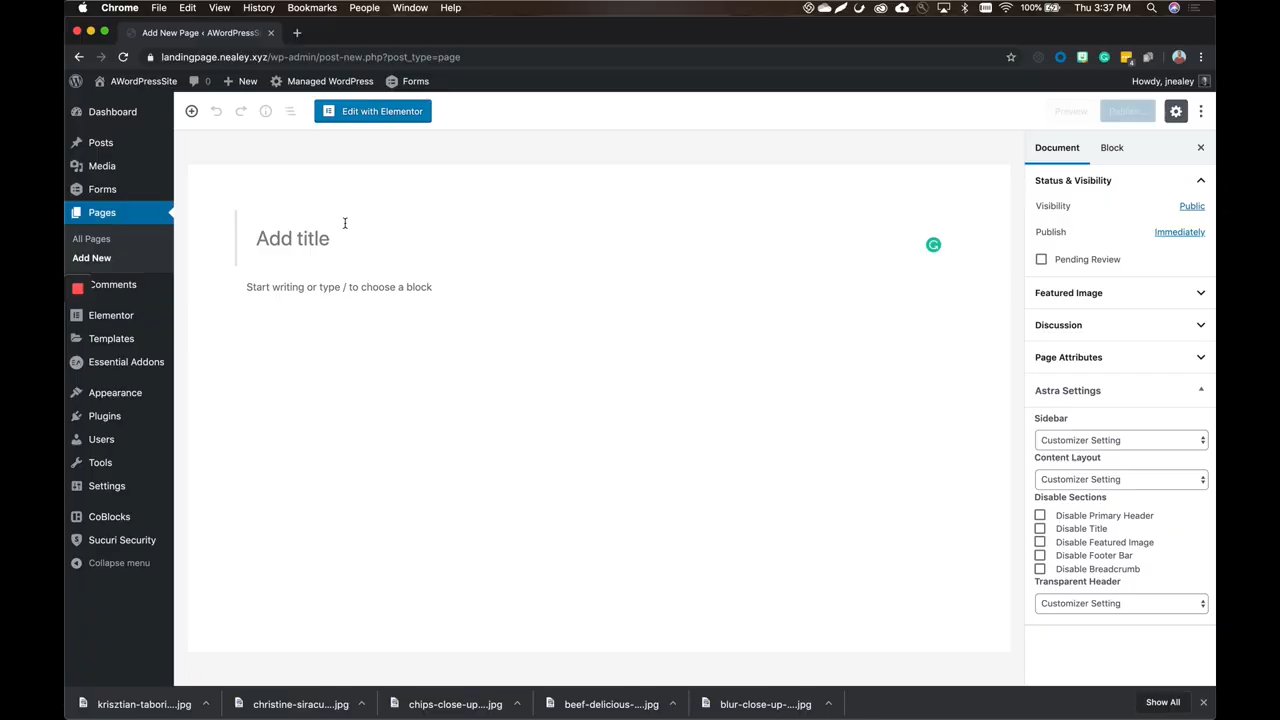 Chrome File Edit View History Bookmarks People Window Help 100% Thu 3:37 PM
Add New Page ‹ AWordPressS
landingpage.nealey.xyz/wp-admin/post-new.php?post_type=page
AWordPressSite 0 New Managed WordPress Forms Howdy, jnealey
Dashboard
Posts
Media
Forms
Pages
All Pages
Add New
Comments
Elementor
Templates
Essential Addons
Appearance
Plugins
Users
Tools
Settings
CoBlocks
Sucuri Security
Collapse menu
Edit with Elementor
Preview Publish...
Add title
Start writing or type / to choose a block
Document Block
Status & Visibility
Visibility Public
Publish Immediately
Pending Review
Featured Image
Discussion
Page Attributes
Astra Settings
Sidebar
Customizer Setting
Content Layout
Customizer Setting
Disable Sections
Disable Primary Header
Disable Title
Disable Featured Image
Disable Footer Bar
Disable Breadcrumb
Transparent Header
Customizer Setting
krisztian-tabori....jpg christine-siracu....jpg chips-close-up....jpg beef-delicious-....jpg blur-close-up-....jpg Show All